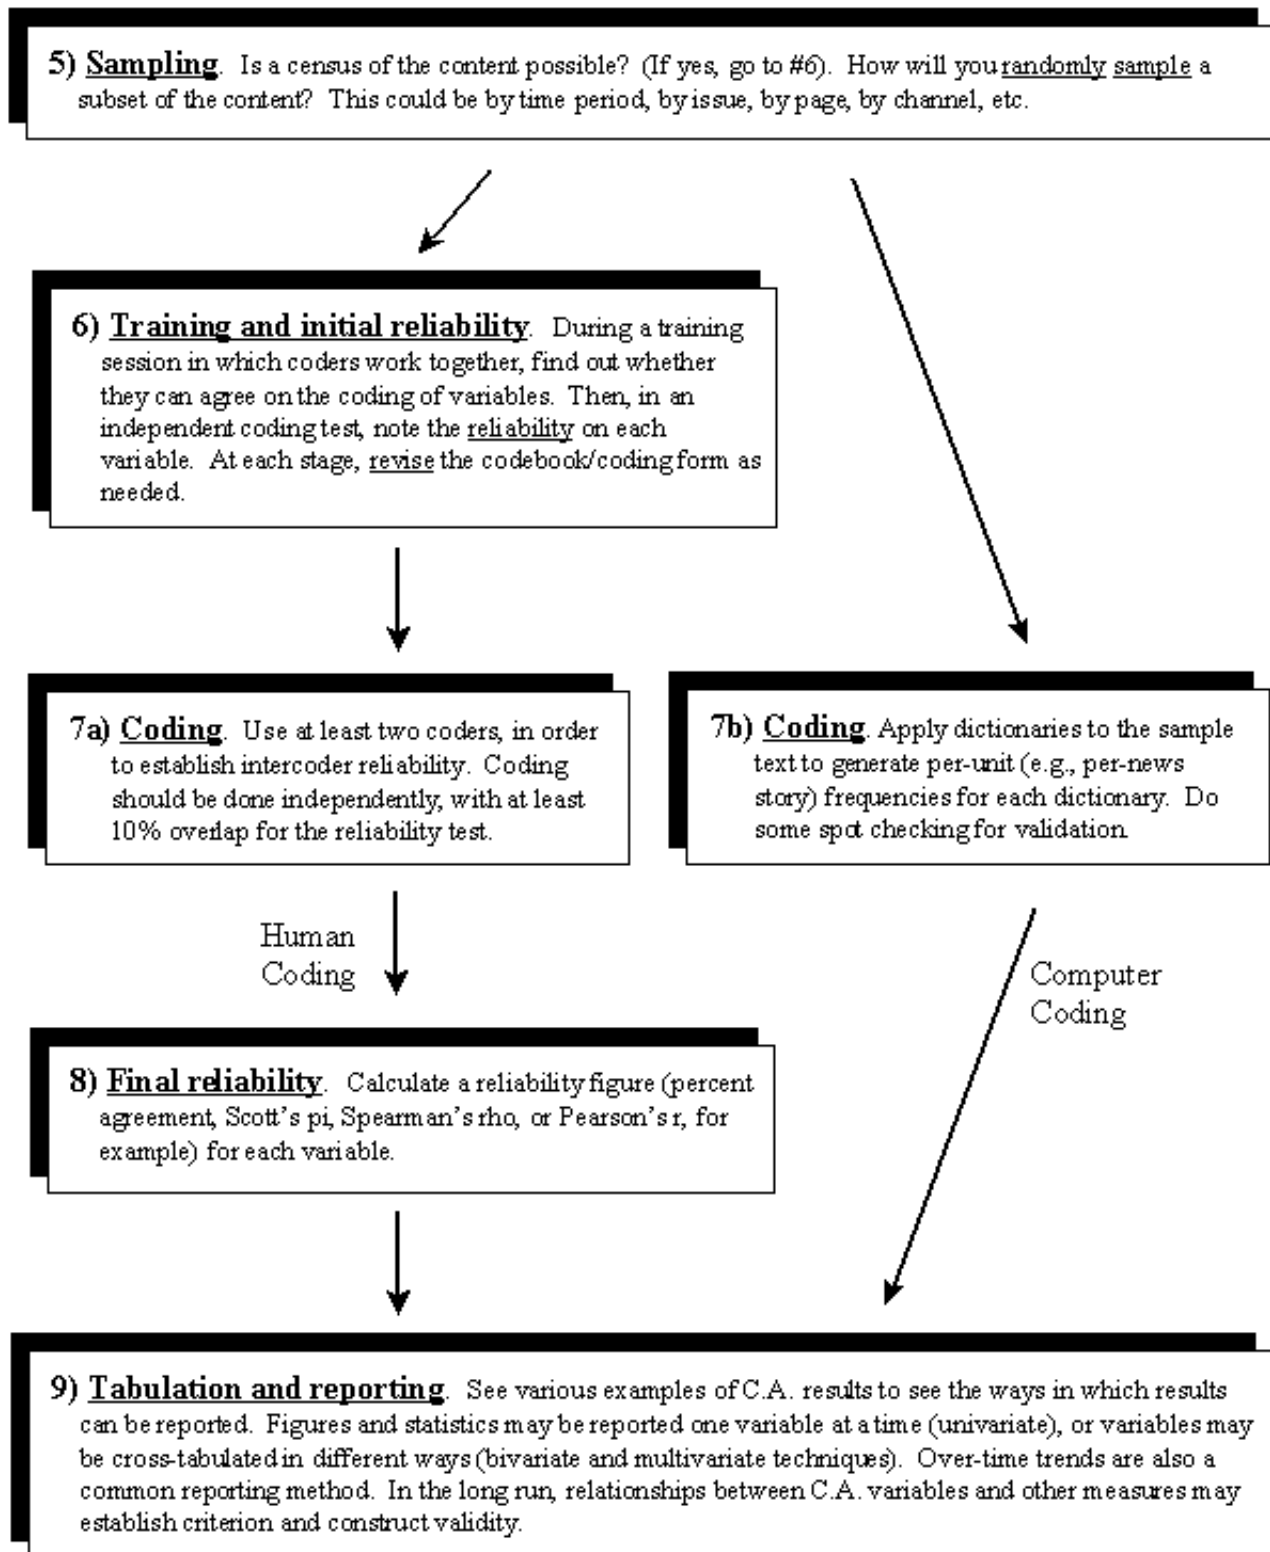 5) Sampling. Is a census of the content possible? (If yes, go to #6). How will you randomly sample a
subset of the content? This could be by time period, by issue, by page, by channel, etc.
6) Training and initial reliability. During a training
session in which coders work together, find out whether
they can agree on the coding of variables. Then, in an
independent coding test, note the reliability on each
variable. At each stage, revise the codebook/coding form as
needed.
7a) Coding. Use at least two coders, in order
to establish intercoder reliability. Coding
should be done independently, with at least
10% overlap for the reliability test.
7b) Coding. Apply dictionaries to the sample
text to generate per-unit (e.g., per-news
story) frequencies for each dictionary. Do
some spot checking for validation.
Human
Coding
Computer
Coding
8) Final reliability. Calculate a reliability figure (percent
agreement, Scott's pi, Spearman's rho, or Pearson's r, for
example) for each variable.
9) Tabulation and reporting. See various examples of C.A. results to see the ways in which results
can be reported. Figures and statistics may be reported one variable at a time (univariate), or variables may
be cross-tabulated in different ways (bivariate and multivariate techniques). Over-time trends are also a
common reporting method. In the long run, relationships between C.A. variables and other measures may
establish criterion and construct validity.